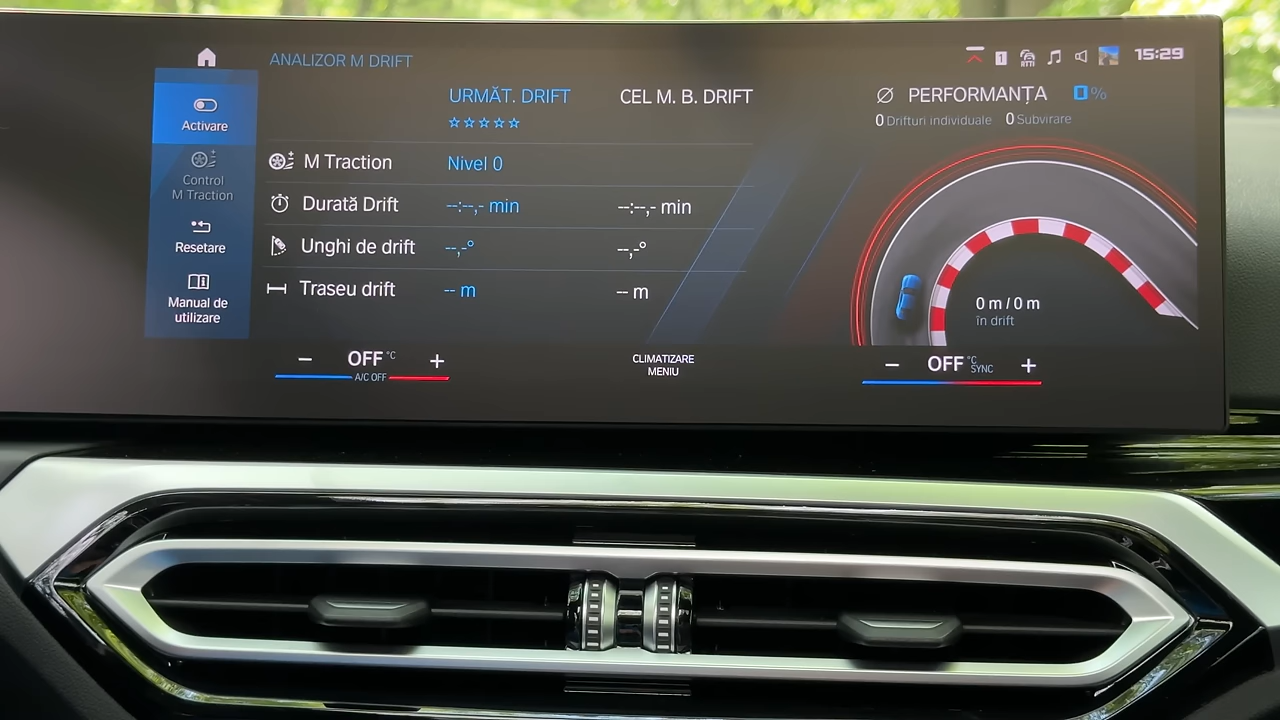 ANALIZOR M DRIFT
1
15:29
Activare
Control
M Traction
Resetare
Manual de
utilizare
URMĂT. DRIFT
CEL M. B. DRIFT
M Traction
Nivel 0
Durată Drift
--:--,- min
--:--,- min
Unghi de drift
--,-°
--,-°
Traseu drift
-- m
-- m
Ø PERFORMANȚA 0%
0 Drifturi individuale 0 Subvirare
0 m / 0 m
în drift
− OFF °C +
A/C OFF
CLIMATIZARE
MENIU
− OFF °C SYNC +